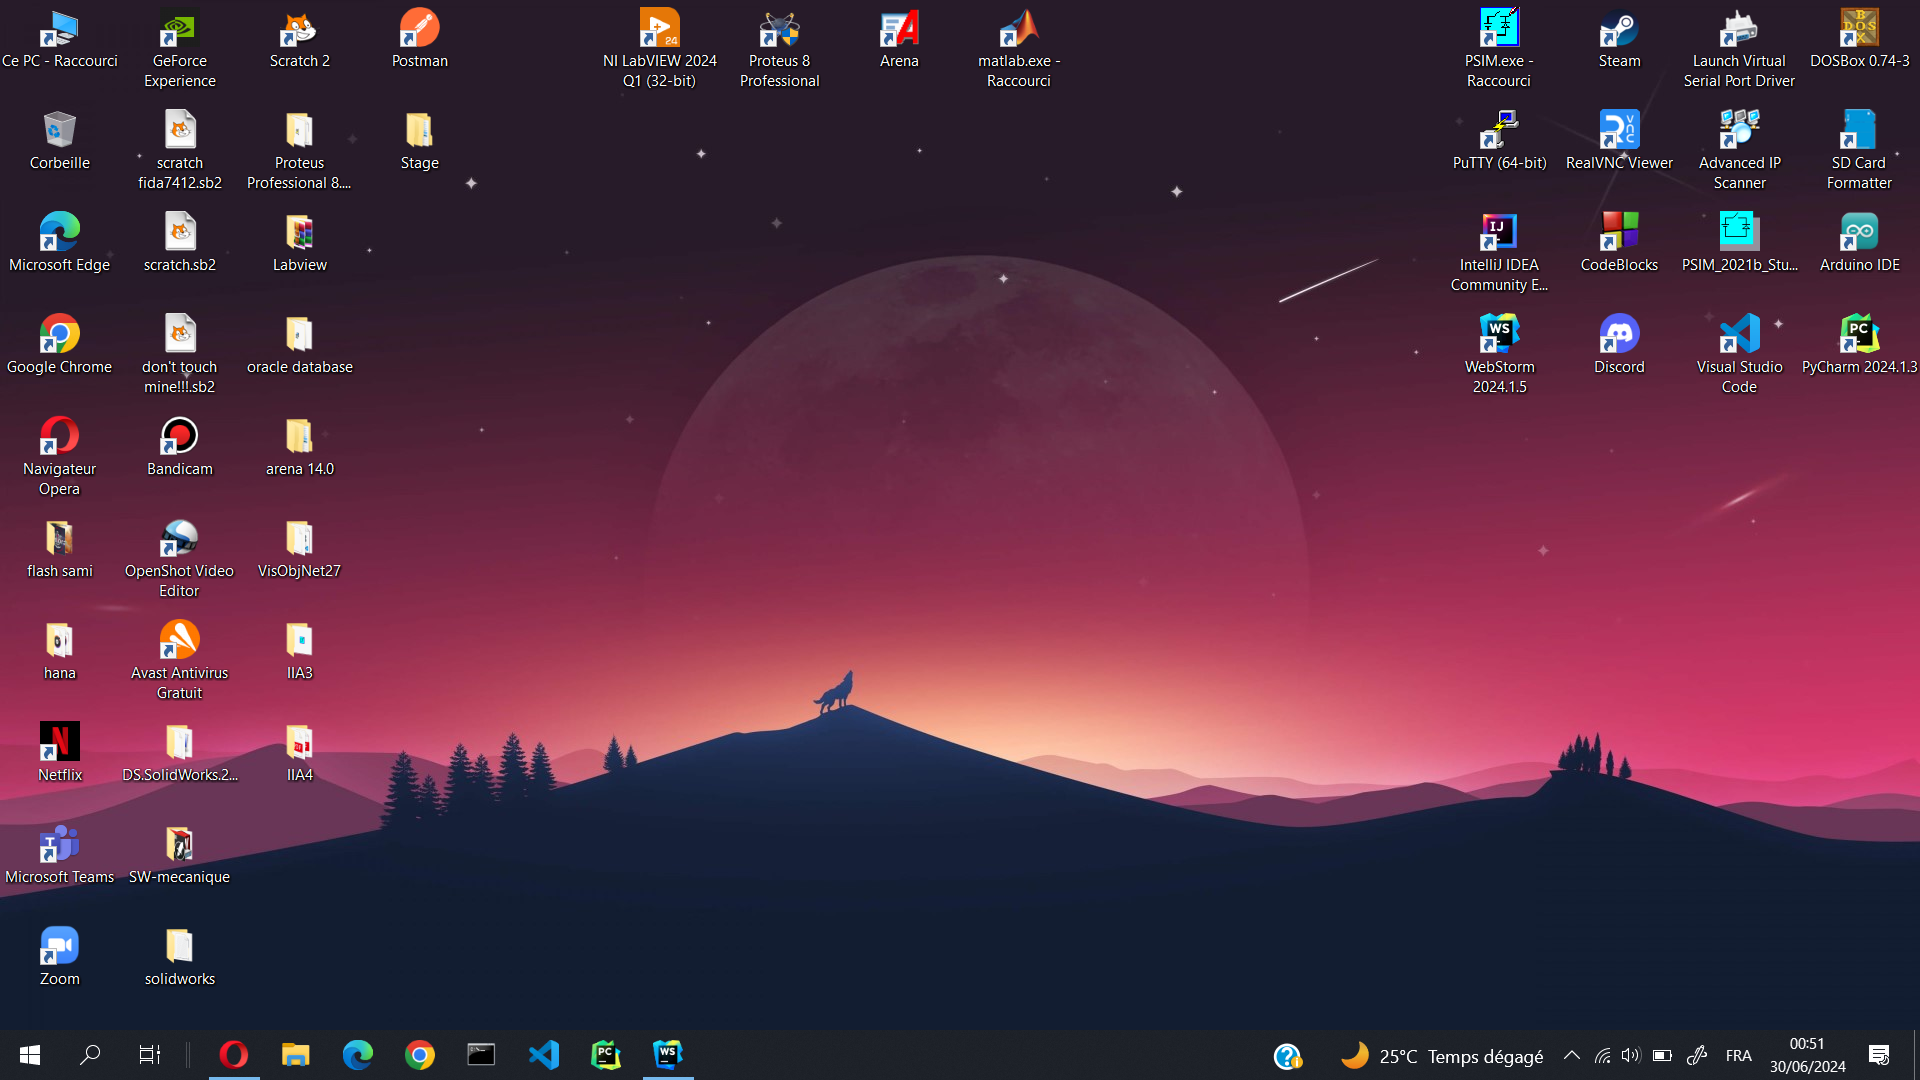 Ce PC - Raccourci
GeForce
Experience
Scratch 2
Postman
NI LabVIEW 2024
Q1 (32-bit)
Proteus 8
Professional
Arena
matlab.exe -
Raccourci
PSIM.exe -
Raccourci
Steam
Launch Virtual
Serial Port Driver
DOSBox 0.74-3
Corbeille
scratch
fida7412.sb2
Proteus
Professional 8....
Stage
PuTTY (64-bit)
RealVNC Viewer
Advanced IP
Scanner
SD Card
Formatter
Microsoft Edge
scratch.sb2
Labview
IntelliJ IDEA
Community E...
CodeBlocks
PSIM_2021b_Stu...
Arduino IDE
Google Chrome
don't touch
mine!!!.sb2
oracle database
WebStorm
2024.1.5
Discord
Visual Studio
Code
PyCharm 2024.1.3
Navigateur
Opera
Bandicam
arena 14.0
flash sami
OpenShot Video
Editor
VisObjNet27
hana
Avast Antivirus
Gratuit
IIA3
Netflix
DS.SolidWorks.2...
IIA4
Microsoft Teams
SW-mecanique
Zoom
solidworks
25°C Temps dégagé
FRA
00:51
30/06/2024